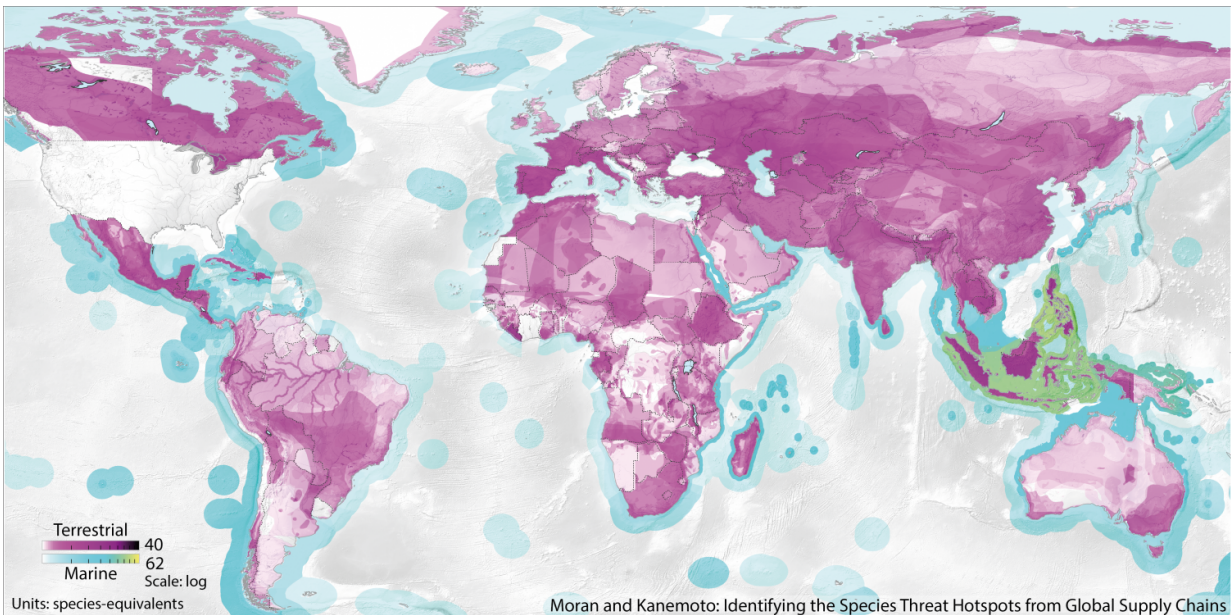 Terrestrial
40
62
Marine
Scale: log
Units: species-equivalents
Moran and Kanemoto: Identifying the Species Threat Hotspots from Global Supply Chains